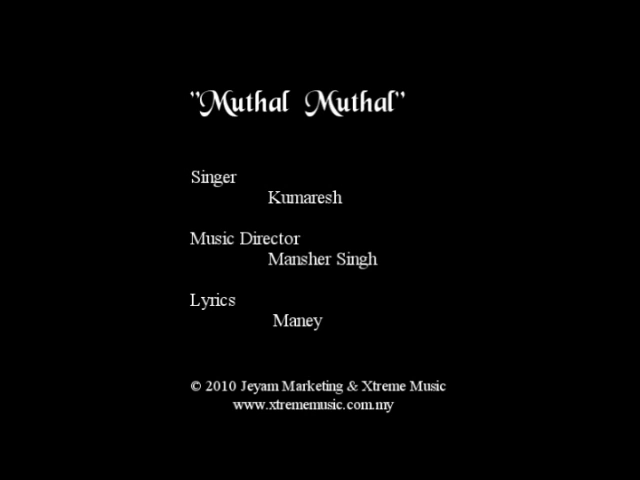 "Muthal Muthal"
Singer
Kumaresh
Music Director
Mansher Singh
Lyrics
Maney
© 2010 Jeyam Marketing & Xtreme Music
www.xtrememusic.com.my